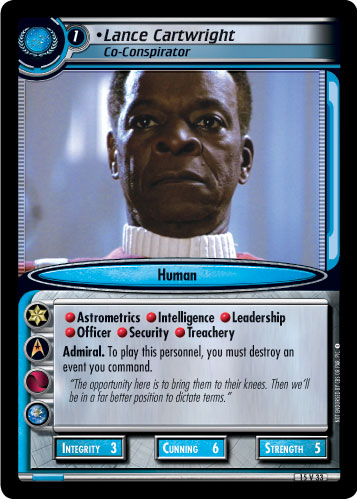 1 •Lance Cartwright
Co-Conspirator
Human
•Astrometrics •Intelligence •Leadership
•Officer •Security •Treachery
Admiral. To play this personnel, you must destroy an
event you command.
"The opportunity here is to bring them to their knees. Then we'll
be in a far better position to dictate terms."
INTEGRITY 3 CUNNING 6 STRENGTH 5
15 V 33